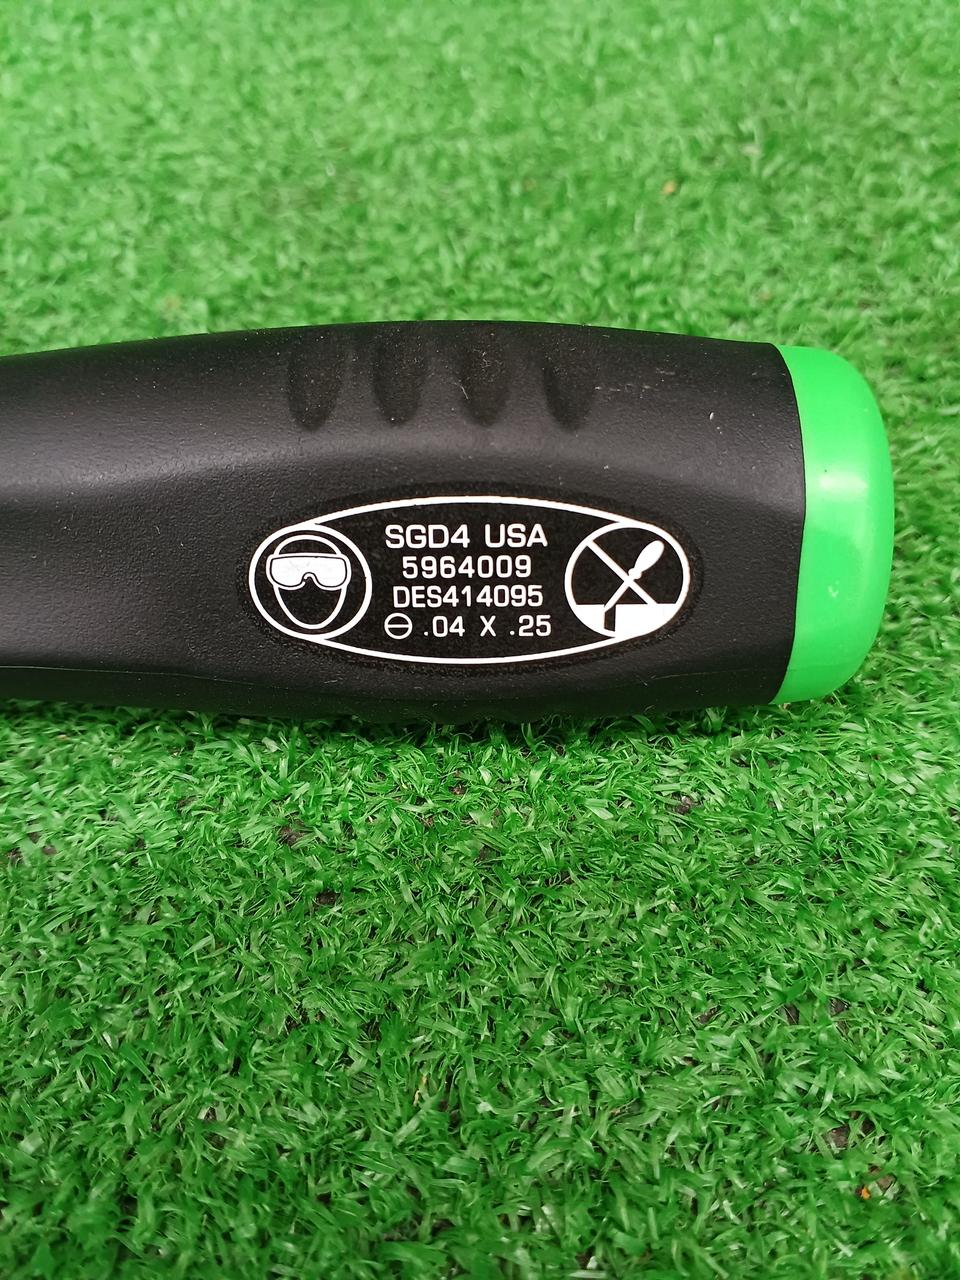 SGD4 USA
5964009
DES414095
⊖ .04 X .25